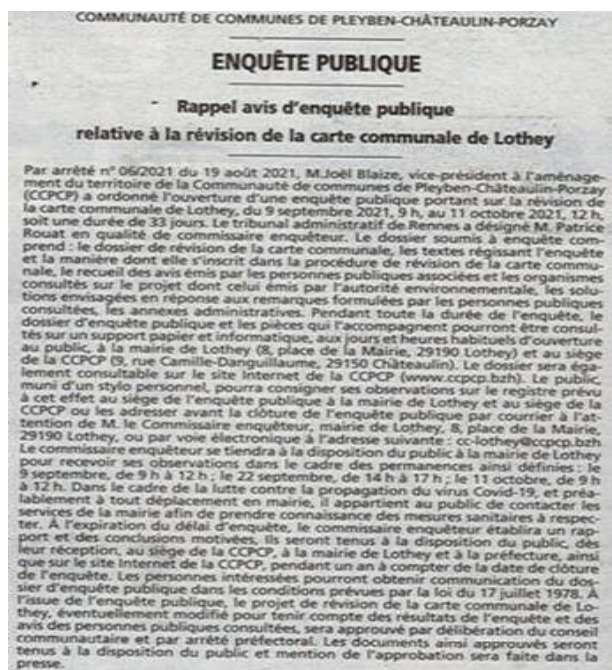 COMMUNAUTÉ DE COMMUNES DE PLEYBEN-CHÂTEAULIN-PORZAY
ENQUÊTE PUBLIQUE
Rappel avis d'enquête publique
relative à la révision de la carte communale de Lothey
Par arrêté n° 06/2021 du 19 août 2021, M.Joël Blaize, vice-président à l'aménage-
ment du territoire de la Communauté de communes de Pleyben-Châteaulin-Porzay
(CCPCP) a ordonné l'ouverture d'une enquête publique portant sur la révision de
la carte communale de Lothey, du 9 septembre 2021, 9 h, au 11 octobre 2021, 12 h,
soit une durée de 33 jours. Le tribunal administratif de Rennes a désigné M. Patrice
Rouat en qualité de commissaire enquêteur. Le dossier soumis à enquête com-
prend : le dossier de révision de la carte communale, les textes régissant l'enquête
et la manière dont elle s'inscrit dans la procédure de révision de la carte commu-
nale, le recueil des avis émis par les personnes publiques associées et les organismes
consultés sur le projet dont celui émis par l'autorité environnementale, les solu-
tions envisagées en réponse aux remarques formulées par les personnes publiques
consultées, les annexes administratives. Pendant toute la durée de l'enquête, le
dossier d'enquête publique et les pièces qui l'accompagnent pourront être consul-
tés sur un support papier et informatique, aux jours et heures habituels d'ouverture
au public, à la mairie de Lothey (8, place de la Mairie, 29190 Lothey) et au siège
de la CCPCP (9, rue Camille-Danguillaume, 29150 Châteaulin). Le dossier sera éga-
lement consultable sur le site Internet de la CCPCP (www.ccpcp.bzh). Le public,
muni d'un stylo personnel, pourra consigner ses observations sur le registre prévu
à cet effet au siège de l'enquête publique à la mairie de Lothey et au siège de la
CCPCP ou les adresser avant la clôture de l'enquête publique par courrier à l'at-
tention de M. le Commissaire enquêteur, mairie de Lothey, 8, place de la Mairie,
29190 Lothey, ou par voie électronique à l'adresse suivante : cc-lothey@ccpcp.bzh
Le commissaire enquêteur se tiendra à la disposition du public à la mairie de Lothey
pour recevoir ses observations dans le cadre des permanences ainsi définies : le
9 septembre, de 9 h à 12 h ; le 22 septembre, de 14 h à 17 h ; le 11 octobre, de 9 h
à 12 h. Dans le cadre de la lutte contre la propagation du virus Covid-19, et préa-
lablement à tout déplacement en mairie, il appartient au public de contacter les
services de la mairie afin de prendre connaissance des mesures sanitaires à respec-
ter. À l'expiration du délai d'enquête, le commissaire enquêteur établira un rap-
port et des conclusions motivées. Ils seront tenus à la disposition du public, dès
leur réception, au siège de la CCPCP, à la mairie de Lothey et à la préfecture, ainsi
que sur le site Internet de la CCPCP, pendant un an à compter de la date de clôture
de l'enquête. Les personnes intéressées pourront obtenir communication du dos-
sier d'enquête publique dans les conditions prévues par la loi du 17 juillet 1978. À
l'issue de l'enquête publique, le projet de révision de la carte communale de Lo-
they, éventuellement modifié pour tenir compte des résultats de l'enquête et des
avis des personnes publiques consultées, sera approuvé par délibération du conseil
communautaire et par arrêté préfectoral. Les documents ainsi approuvés seront
tenus à la disposition du public et mention de l'approbation sera faite dans la
presse.